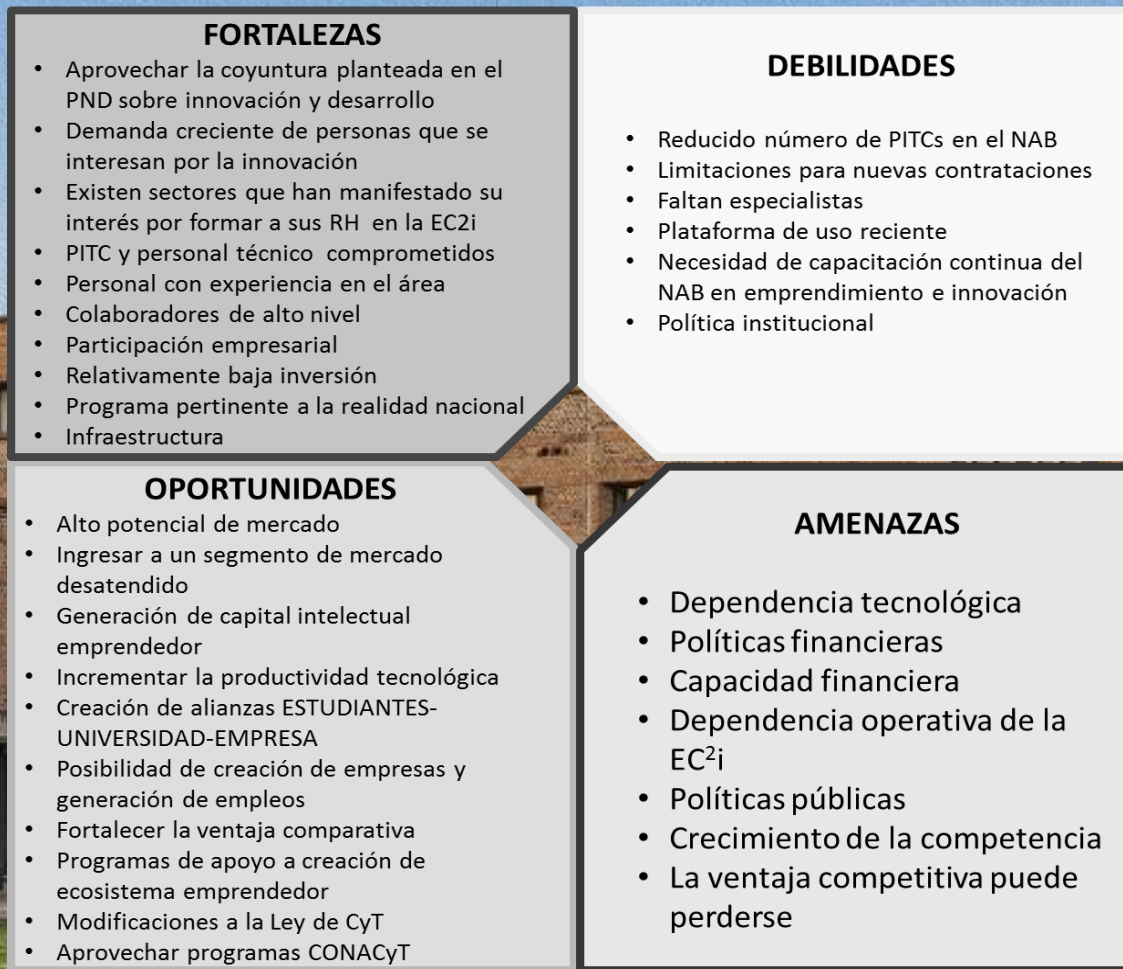 FORTALEZAS
• Aprovechar la coyuntura planteada en el
PND sobre innovación y desarrollo
• Demanda creciente de personas que se
interesan por la innovación
• Existen sectores que han manifestado su
interés por formar a sus RH en la EC2i
• PITC y personal técnico comprometidos
• Personal con experiencia en el área
• Colaboradores de alto nivel
• Participación empresarial
• Relativamente baja inversión
• Programa pertinente a la realidad nacional
• Infraestructura
DEBILIDADES
• Reducido número de PITCs en el NAB
• Limitaciones para nuevas contrataciones
• Faltan especialistas
• Plataforma de uso reciente
• Necesidad de capacitación continua del
NAB en emprendimiento e innovación
• Política institucional
OPORTUNIDADES
• Alto potencial de mercado
• Ingresar a un segmento de mercado
desatendido
• Generación de capital intelectual
emprendedor
• Incrementar la productividad tecnológica
• Creación de alianzas ESTUDIANTES-
UNIVERSIDAD-EMPRESA
• Posibilidad de creación de empresas y
generación de empleos
• Fortalecer la ventaja comparativa
• Programas de apoyo a creación de
ecosistema emprendedor
• Modificaciones a la Ley de CyT
• Aprovechar programas CONACyT
AMENAZAS
• Dependencia tecnológica
• Políticas financieras
• Capacidad financiera
• Dependencia operativa de la
EC²i
• Políticas públicas
• Crecimiento de la competencia
• La ventaja competitiva puede
perderse